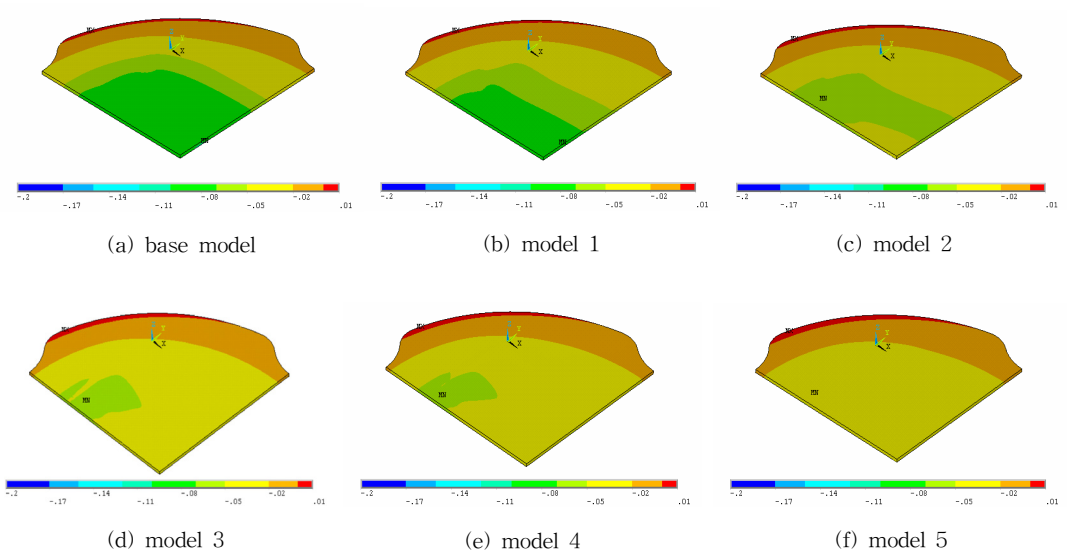 MX
Z
Y
X
MN
-.2
-.17
-.14
-.11
-.08
-.05
-.02
.01
(a) base model
MX
Z
Y
X
MN
-.2
-.17
-.14
-.11
-.08
-.05
-.02
.01
(b) model 1
MX
Z
Y
X
MN
-.2
-.17
-.14
-.11
-.08
-.05
-.02
.01
(c) model 2
MX
Z
Y
X
MN
-.2
-.17
-.14
-.11
-.08
-.05
-.02
.01
(d) model 3
MX
Z
Y
X
MN
-.2
-.17
-.14
-.11
-.08
-.05
-.02
.01
(e) model 4
MX
Z
Y
X
MN
-.2
-.17
-.14
-.11
-.08
-.05
-.02
.01
(f) model 5